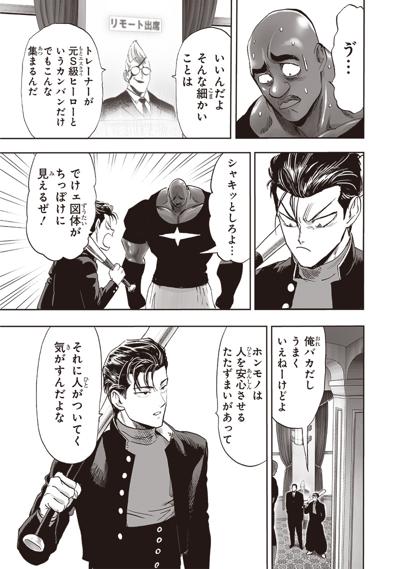 ゔ…
いいんだよ
そんな細かい
ことは
リモート出席
トレーナーが
元S級ヒーローと
いうカンバンだけ
でもこんな
集まるんだ
シャキッとしろよ…
でけェ図体が
ちっぽけに
見えるぜ!
俺バカだし
うまく
いえねーけどよ
ホンモノは
人を安心させる
たたずまいがあって
それに人がついてく
気がすんだよな